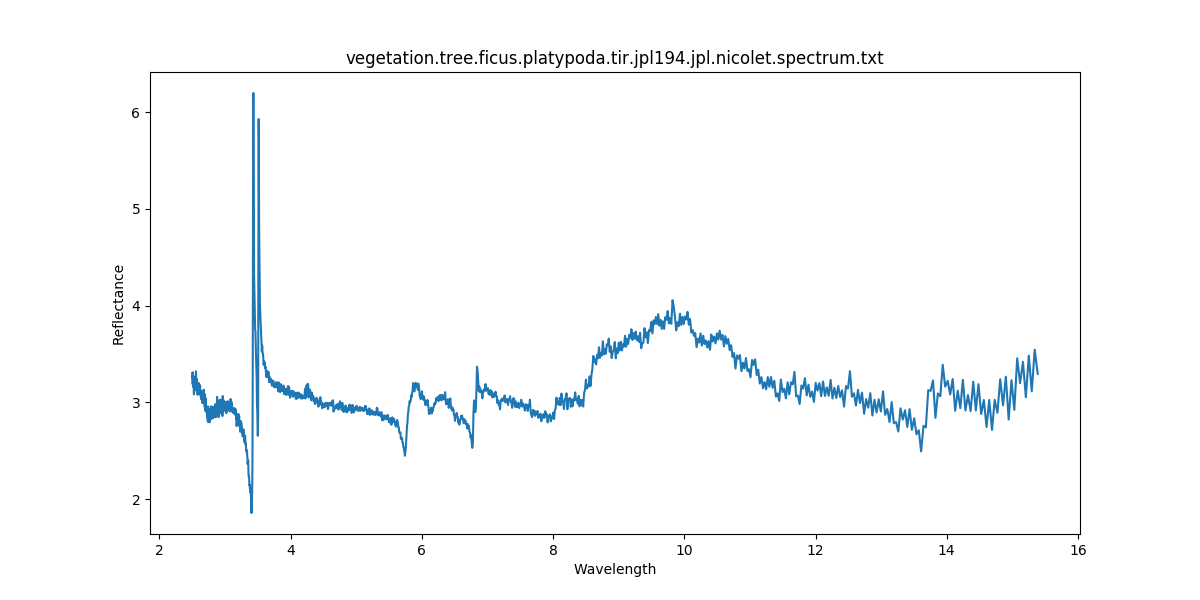 vegetation.tree.ficus.platypoda.tir.jpl194.jpl.nicolet.spectrum.txt
Reflectance
6
5
4
3
2
2 4 6 8 10 12 14 16
Wavelength